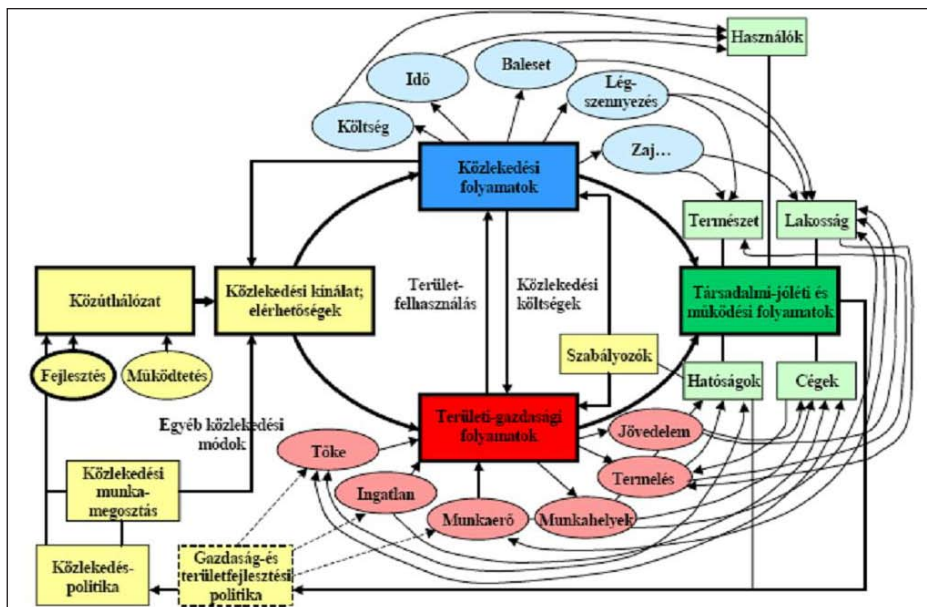 Használók
Baleset
Idő
Lég-
szennyezés
Költség
Zaj…
Közlekedési
folyamatok
Természet
Lakosság
Közúthálózat
Közlekedési kínálat;
elérhetőségek
Terület-
felhasználás
Közlekedési
költségek
Társadalmi-jóléti és
működési folyamatok
Fejlesztés
Működtetés
Szabályozók
Hatóságok
Cégek
Egyéb közlekedési
módok
Területi-gazdasági
folyamatok
Jövedelem
Tőke
Termelés
Közlekedési
munka-
megosztás
Ingatlan
Munkaerő
Munkahelyek
Közlekedés-
politika
Gazdaság-és
területfejlesztési
politika